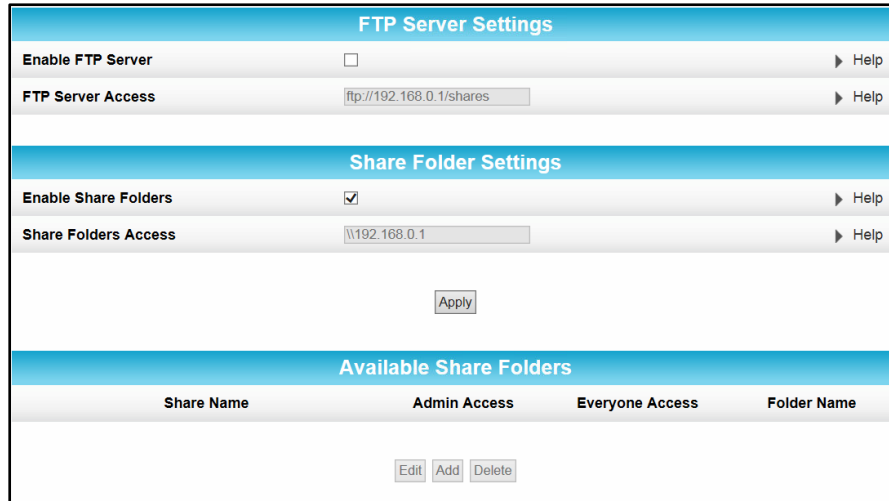 FTP Server Settings
Enable FTP Server Help
FTP Server Access ftp://192.168.0.1/shares Help
Share Folder Settings
Enable Share Folders Help
Share Folders Access \\192.168.0.1 Help
Apply
Available Share Folders
Share Name Admin Access Everyone Access Folder Name
Edit Add Delete